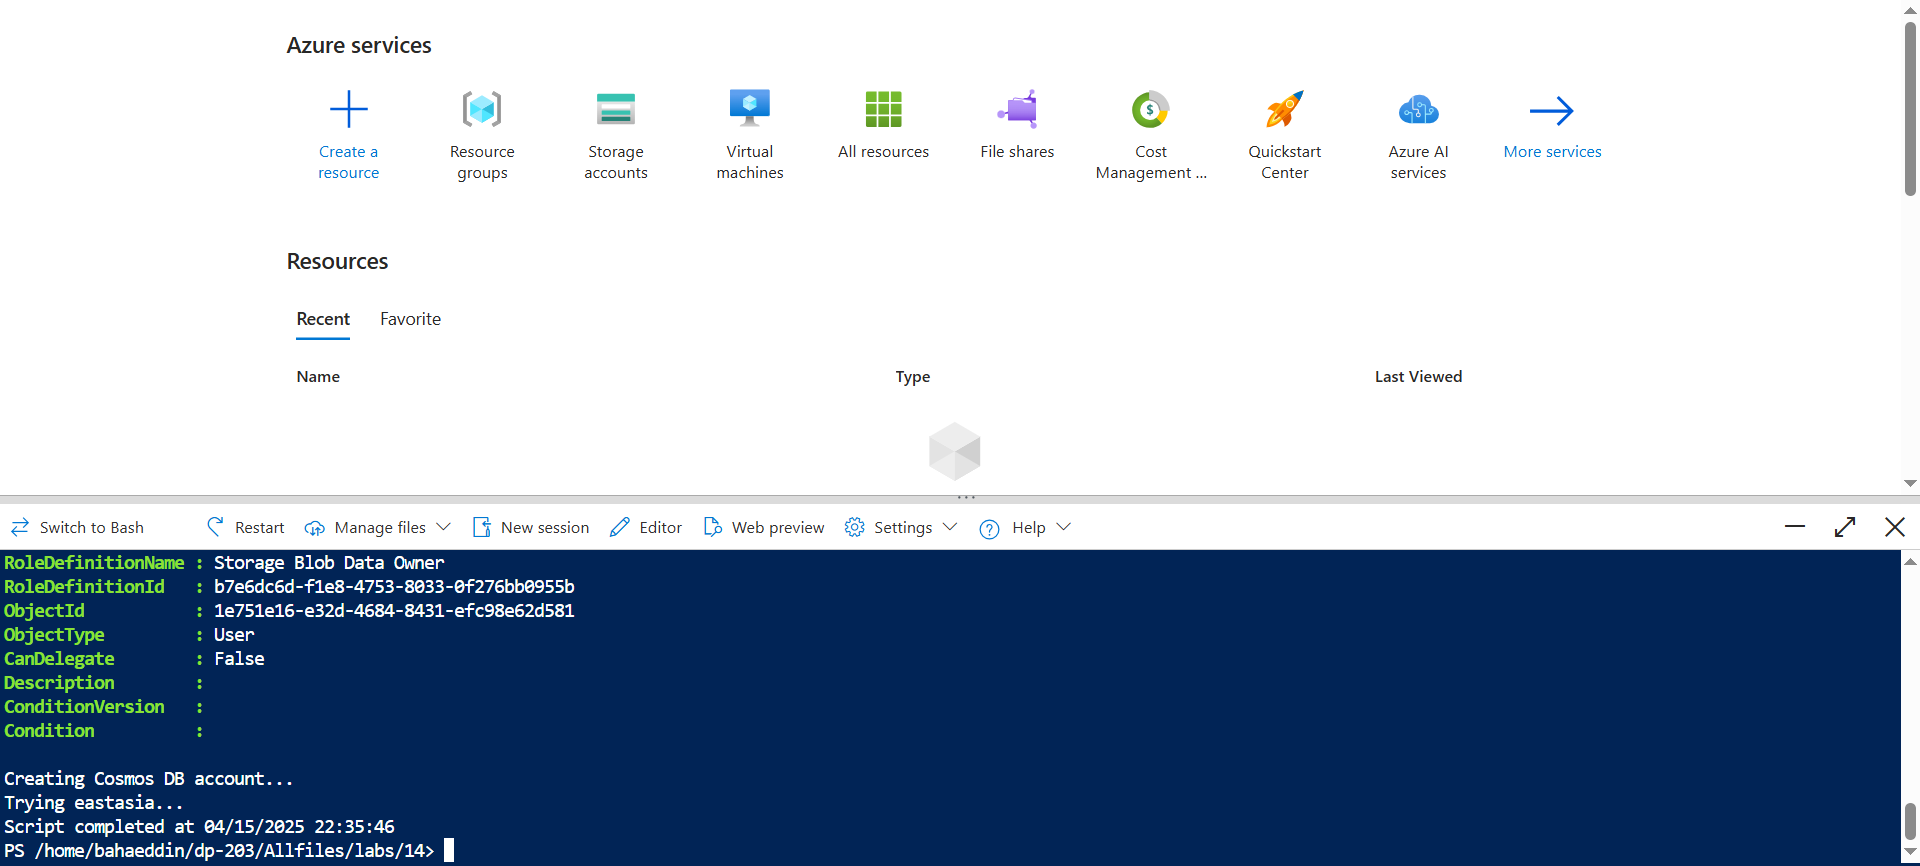 Azure services
Create a resource
Resource groups
Storage accounts
Virtual machines
All resources
File shares
Cost Management ...
Quickstart Center
Azure AI services
More services
Resources
Recent Favorite
Name Type Last Viewed
Switch to Bash Restart Manage files New session Editor Web preview Settings Help
RoleDefinitionName : Storage Blob Data Owner
RoleDefinitionId : b7e6dc6d-f1e8-4753-8033-0f276bb0955b
ObjectId : 1e751e16-e32d-4684-8431-efc98e62d581
ObjectType : User
CanDelegate : False
Description :
ConditionVersion :
Condition :
Creating Cosmos DB account...
Trying eastasia...
Script completed at 04/15/2025 22:35:46
PS /home/bahaeddin/dp-203/Allfiles/labs/14>